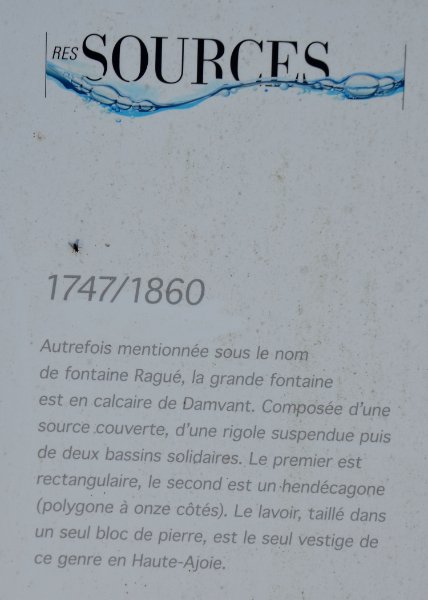 RES SOURCES
1747/1860
Autrefois mentionnée sous le nom
de fontaine Ragué, la grande fontaine
est en calcaire de Damvant. Composée d'une
source couverte, d'une rigole suspendue puis
de deux bassins solidaires. Le premier est
rectangulaire, le second est un hendécagone
(polygone à onze côtés). Le lavoir, taillé dans
un seul bloc de pierre, est le seul vestige de
ce genre en Haute-Ajoie.